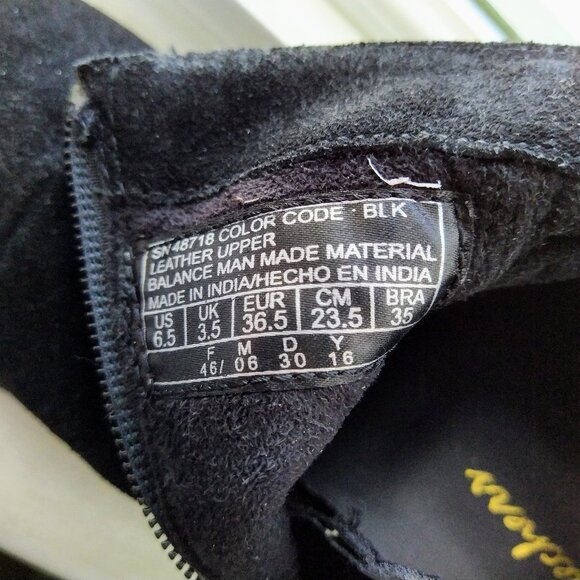 SN48718 COLOR CODE · BLK
LEATHER UPPER
BALANCE MAN MADE MATERIAL
MADE IN INDIA/HECHO EN INDIA
US UK EUR CM BRA
6.5 3.5 36.5 23.5 35
F M D Y
46/ 06 30 16